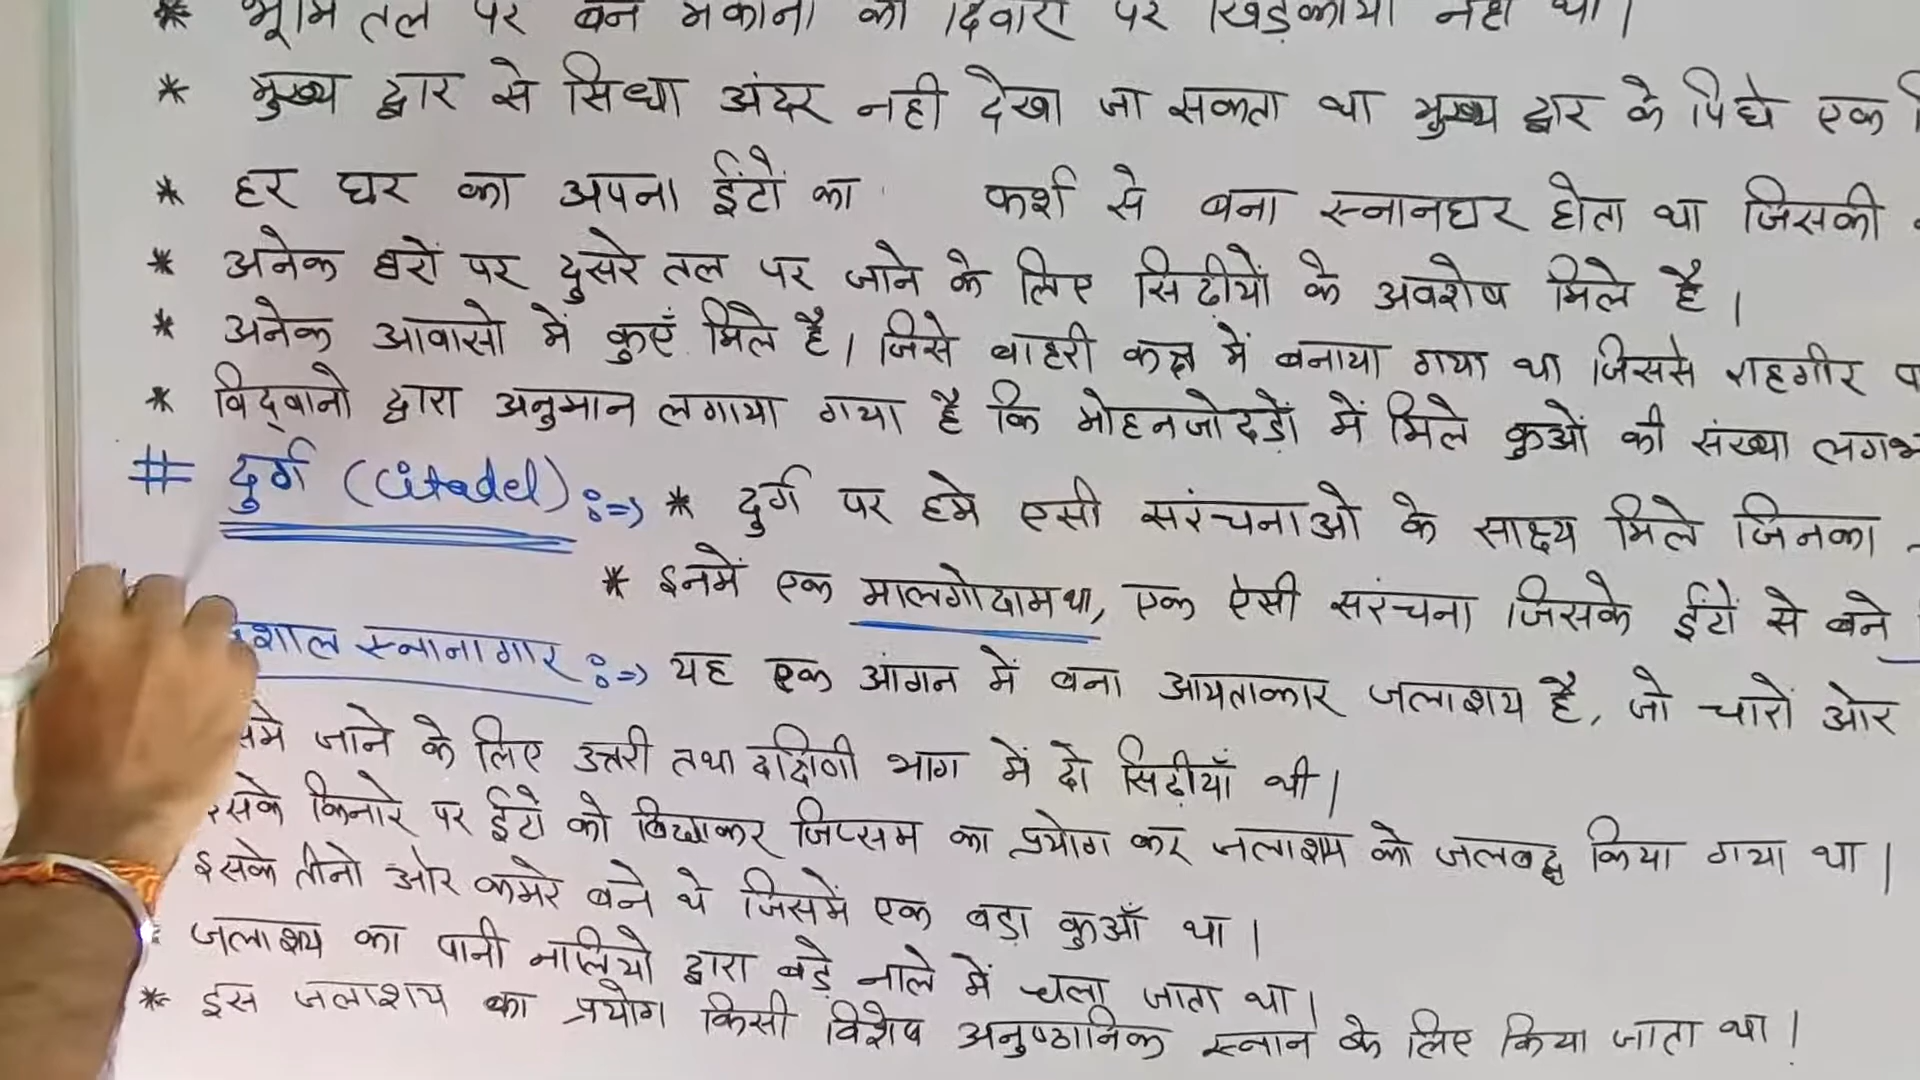 * भूमि तल पर बने मकानो की दिवारो पर खिड़कीयाँ नही थी।
* मुख्य द्वार से सिधा अंदर नही देखा जा सकता था मुख्य द्वार के पिछे एक
* हर घर का अपना ईंटों का फर्श से बना स्नानघर होता था जिसकी
* अनेक घरों पर दुसरे तल पर जाने के लिए सिढ़ीयों के अवशेष मिले है।
* अनेक आवासो में कुएं मिले है। जिसे बाहरी कक्ष में बनाया गया था जिससे राहगीर
* विद्वानो द्वारा अनुमान लगाया गया है कि मोहनजोदड़ों में मिले कुओं की संख्या
# दुर्ग (Citadel) :⇒ * दुर्ग पर हमे एसी सरंचनाओ के साक्ष्य मिले जिनका
* इनमें एक मालगोदाम था, एक ऐसी सरंचना जिसके ईंटों से बने
स्नानागार :⇒ यह एक आंगन में बना आयताकार जलाशय है, जो चारों ओर
जाने के लिए उत्तरी तथा दक्षिणी भाग में दो सिढ़ीयाँ थी।
किनारे पर ईंटो को बिछाकर जिप्सम का प्रयोग कर जलाशय को जलबद्ध किया गया था।
इसके तीनो ओर कमरे बने थे जिसमें एक बड़ा कुआँ था।
* जलाशय का पानी नालियो द्वारा बड़े नाले में चला जाता था।
* इस जलाशय का प्रयोग किसी विशेष अनुष्ठानिक स्नान के लिए किया जाता था।